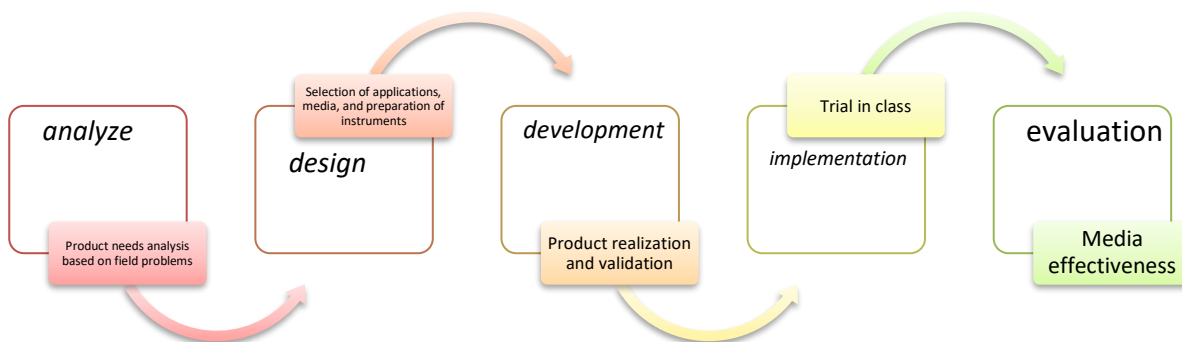 analyze
Product needs analysis
based on field problems
Selection of applications,
media, and preparation of
instruments
design
development
Product realization
and validation
Trial in class
implementation
evaluation
Media
effectiveness